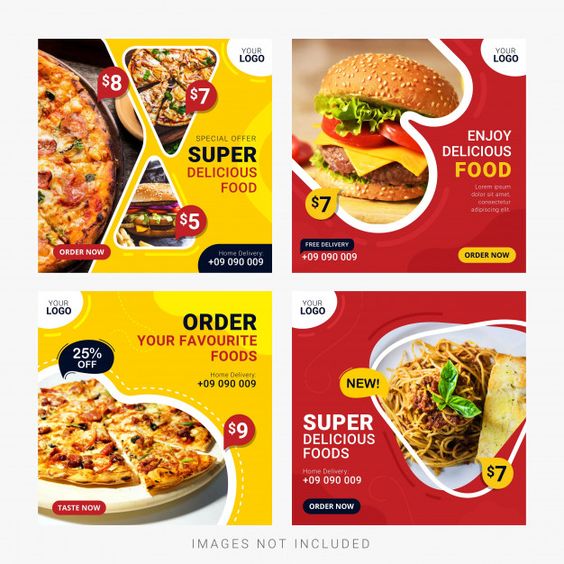 YOUR
LOGO
$8
$7
SPECIAL OFFER
SUPER
DELICIOUS
FOOD
$5
ORDER NOW
Home Delivery:
+09 090 009
YOUR
LOGO
ENJOY
DELICIOUS
FOOD
Lorem ipsum
dolor sit amet,
consectetur
adipiscing elit.
$7
FREE DELIVERY
+09 090 009
ORDER NOW
YOUR
LOGO
ORDER
YOUR FAVOURITE
FOODS
Home Delivery:
+09 090 009
25%
OFF
$9
TASTE NOW
YOUR
LOGO
NEW!
SUPER
DELICIOUS
FOODS
Home Delivery:
+09 090 009
$7
ORDER NOW
IMAGES NOT INCLUDED